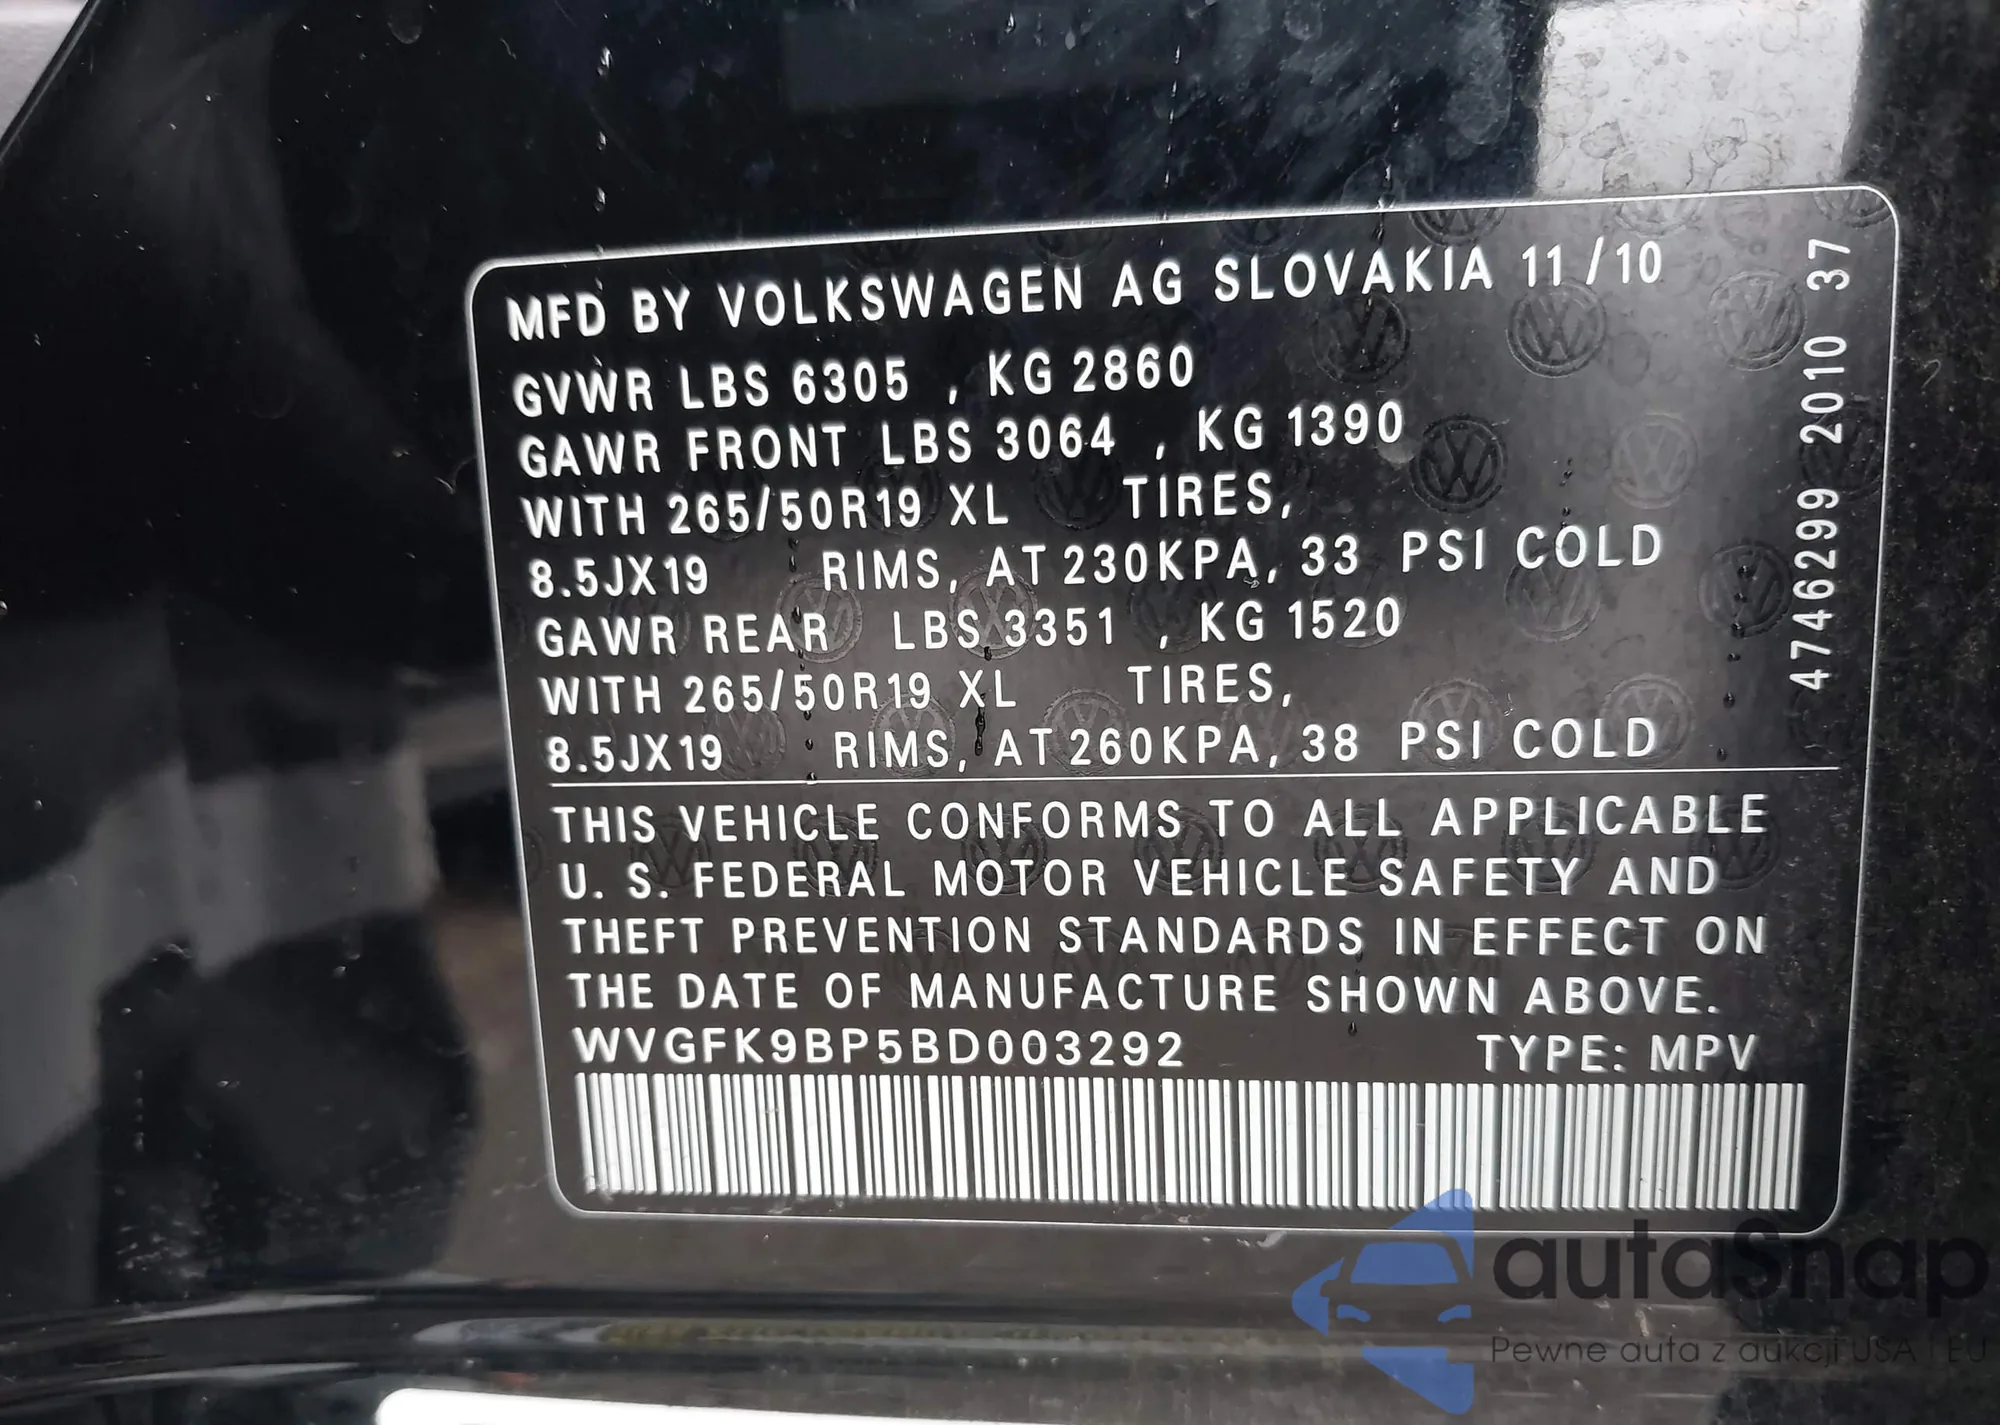 MFD BY VOLKSWAGEN AG SLOVAKIA 11/10
GVWR LBS 6305 , KG 2860
GAWR FRONT LBS 3064 , KG 1390
WITH 265/50R19 XL TIRES,
8.5JX19 RIMS, AT 230KPA, 33 PSI COLD
GAWR REAR LBS 3351 , KG 1520
WITH 265/50R19 XL TIRES,
8.5JX19 RIMS, AT 260KPA, 38 PSI COLD
THIS VEHICLE CONFORMS TO ALL APPLICABLE
U. S. FEDERAL MOTOR VEHICLE SAFETY AND
THEFT PREVENTION STANDARDS IN EFFECT ON
THE DATE OF MANUFACTURE SHOWN ABOVE.
WVGFK9BP5BD003292 TYPE: MPV
4746299 2010 37
autaSnap
Pewne auta z aukcji USA i EU